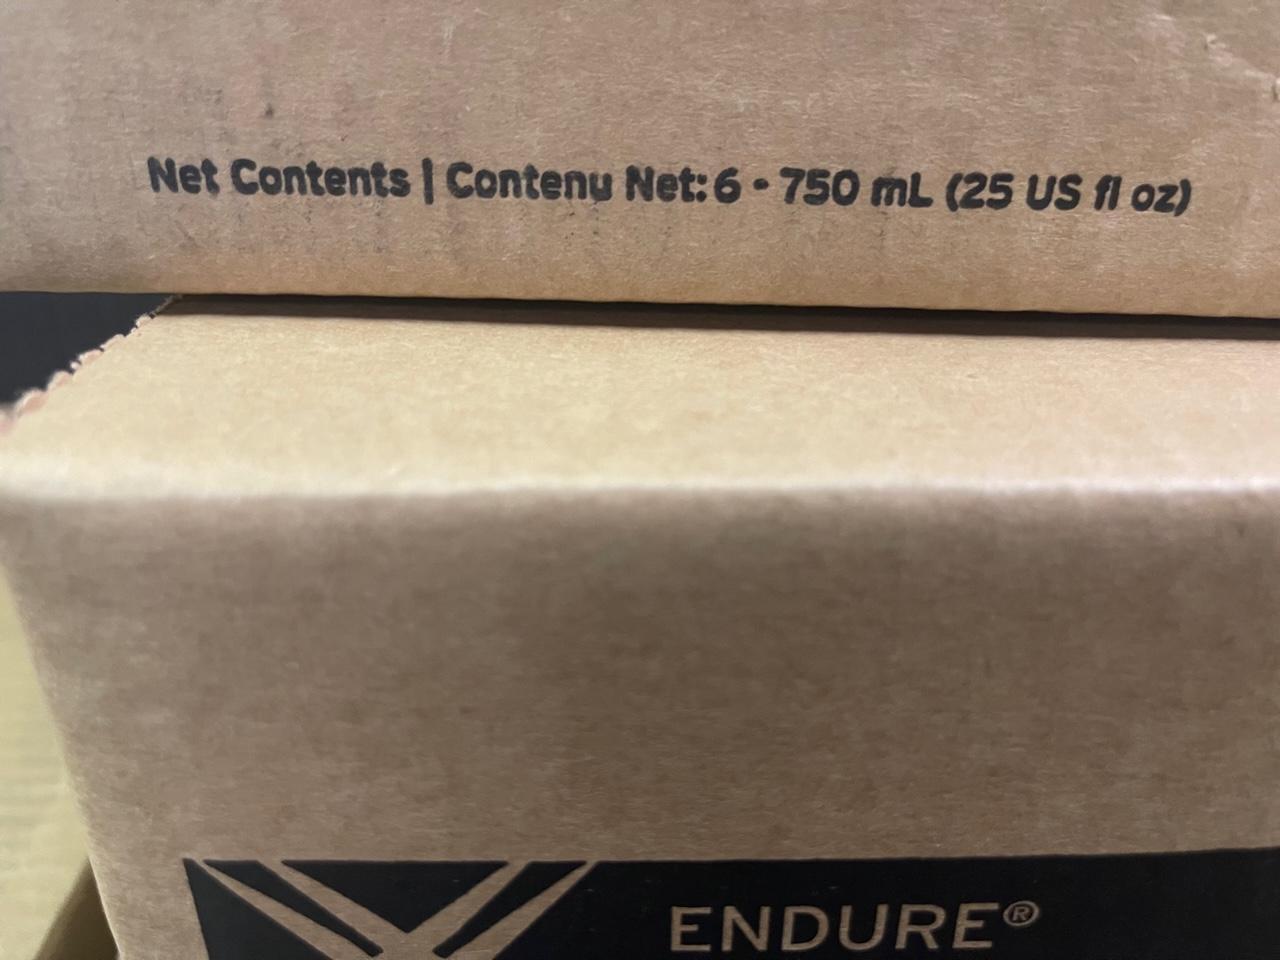 Net Contents | Contenu Net: 6 - 750 mL (25 US fl oz)
ENDURE®